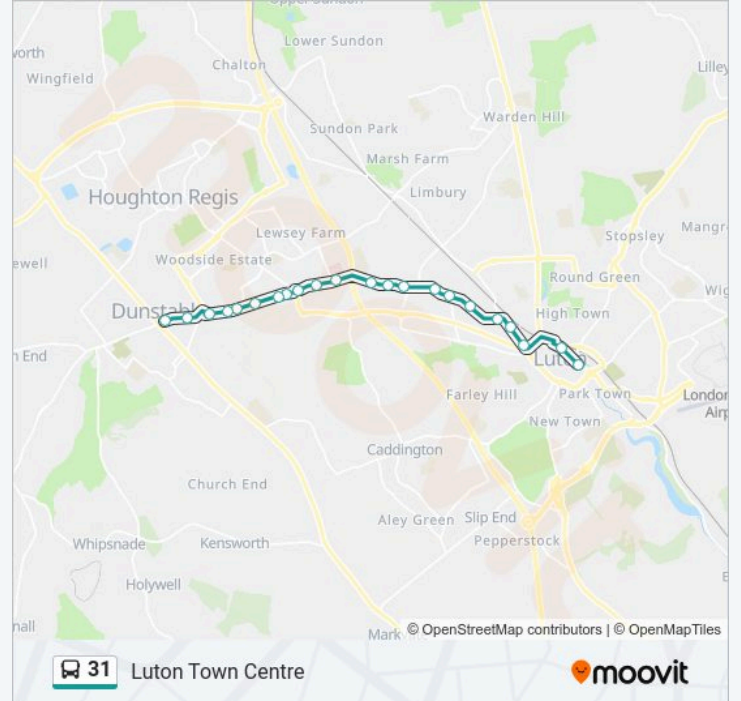 Upper Sundon
Lower Sundon
worth
Chalton
Lilley
Wingfield
Sundon Park
Warden Hill
Marsh Farm
Houghton Regis
Limbury
Mangr
Lewsey Farm
Stopsley
ewell
Woodside Estate
Round Green
Wig
Dunstabl
High Town
n End
Luton
Park Town
London
Airp
Farley Hill
New Town
Caddington
Church End
Aley Green
Slip End
Pepperstock
Whipsnade
Kensworth
Holywell
nall
Mark
© OpenStreetMap contributors | © OpenMapTiles
31 Luton Town Centre
moovit